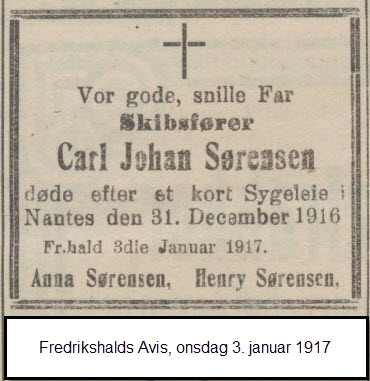 Vor gode, snille Far
Skibsfører
Carl Johan Sørensen
døde efter et kort Sygeleie i
Nantes den 31. December 1916
Fr.hald 3die Januar 1917.
Anna Sørensen, Henry Sørensen,
Fredrikshalds Avis, onsdag 3. januar 1917